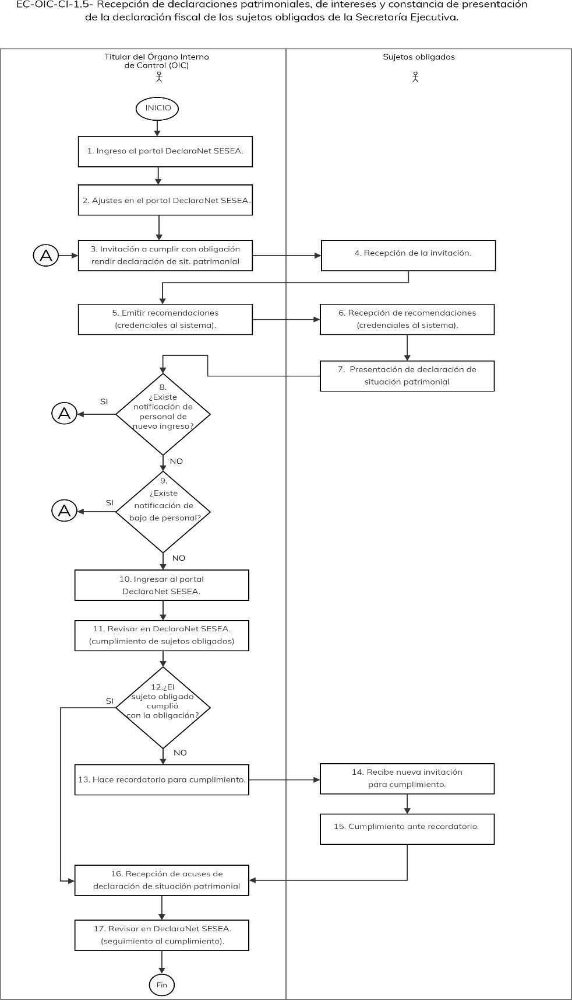 EC-OIC-CI-1.5- Recepción de declaraciones patrimoniales, de intereses y constancia de presentación
de la declaración fiscal de los sujetos obligados de la Secretaría Ejecutiva.
Titular del Órgano Interno
de Control (OIC)
Sujetos obligados
INICIO
1. Ingreso al portal DeclaraNet SESEA.
2. Ajustes en el portal DeclaraNet SESEA.
A
3. Invitación a cumplir con obligación
rendir declaración de sit. patrimonial
4. Recepción de la invitación.
5. Emitir recomendaciones
(credenciales al sistema).
6. Recepción de recomendaciones
(credenciales al sistema).
7. Presentación de declaración de
situación patrimonial
8.
¿Existe
notificación de
personal de
nuevo ingreso?
SI
A
NO
9.
¿Existe
notificación de
baja de personal?
SI
A
NO
10. Ingresar al portal
DeclaraNet SESEA.
11. Revisar en DeclaraNet SESEA.
(cumplimiento de sujetos obligados)
12.¿El
sujeto obligado
cumplió
con la obligación?
SI
NO
13. Hace recordatorio para cumplimiento.
14. Recibe nueva invitación
para cumplimiento.
15. Cumplimiento ante recordatorio.
16. Recepción de acuses de
declaración de situación patrimonial
17. Revisar en DeclaraNet SESEA.
(seguimiento al cumplimiento).
Fin